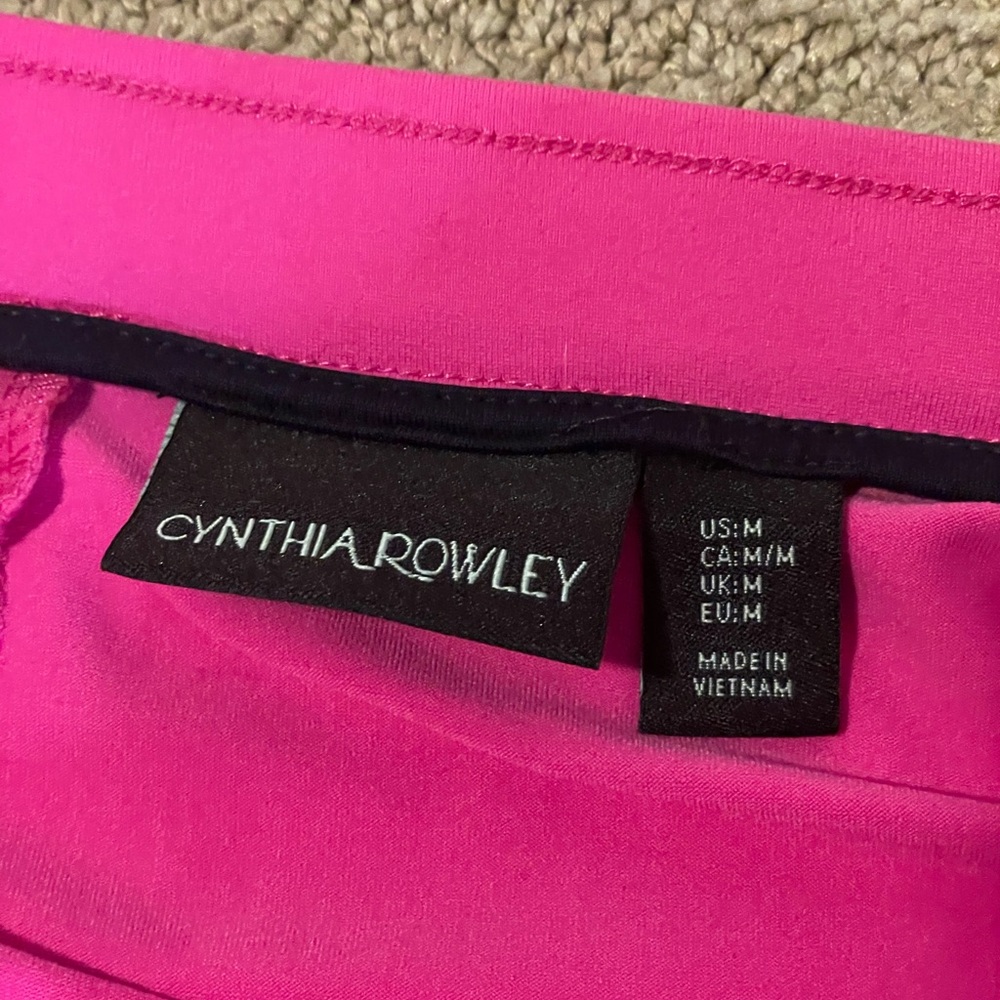 CYNTHIA ROWLEY
US: M
CA: M/M
UK: M
EU: M
MADE IN
VIETNAM